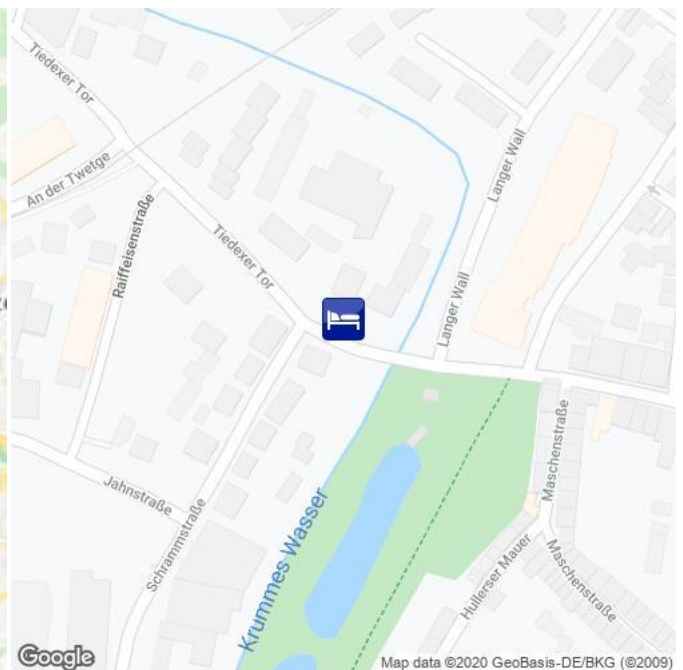 Tiedexer Tor
An der Twetge
Raiffeisenstraße
Tiedexer Tor
Langer Wall
Langer Wall
Maschenstraße
Jahnstraße
Schrammstraße
Krummes Wasser
Hullerser Mauer
Maschenstraße
Google
Map data ©2020 GeoBasis-DE/BKG (©2009)